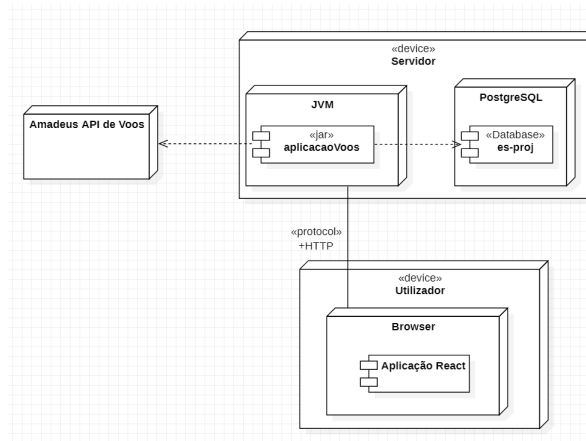 «device»
Servidor
JVM
PostgreSQL
Amadeus API de Voos
«jar»
aplicacaoVoos
«Database»
es-proj
«protocol»
+HTTP
«device»
Utilizador
Browser
Aplicação React